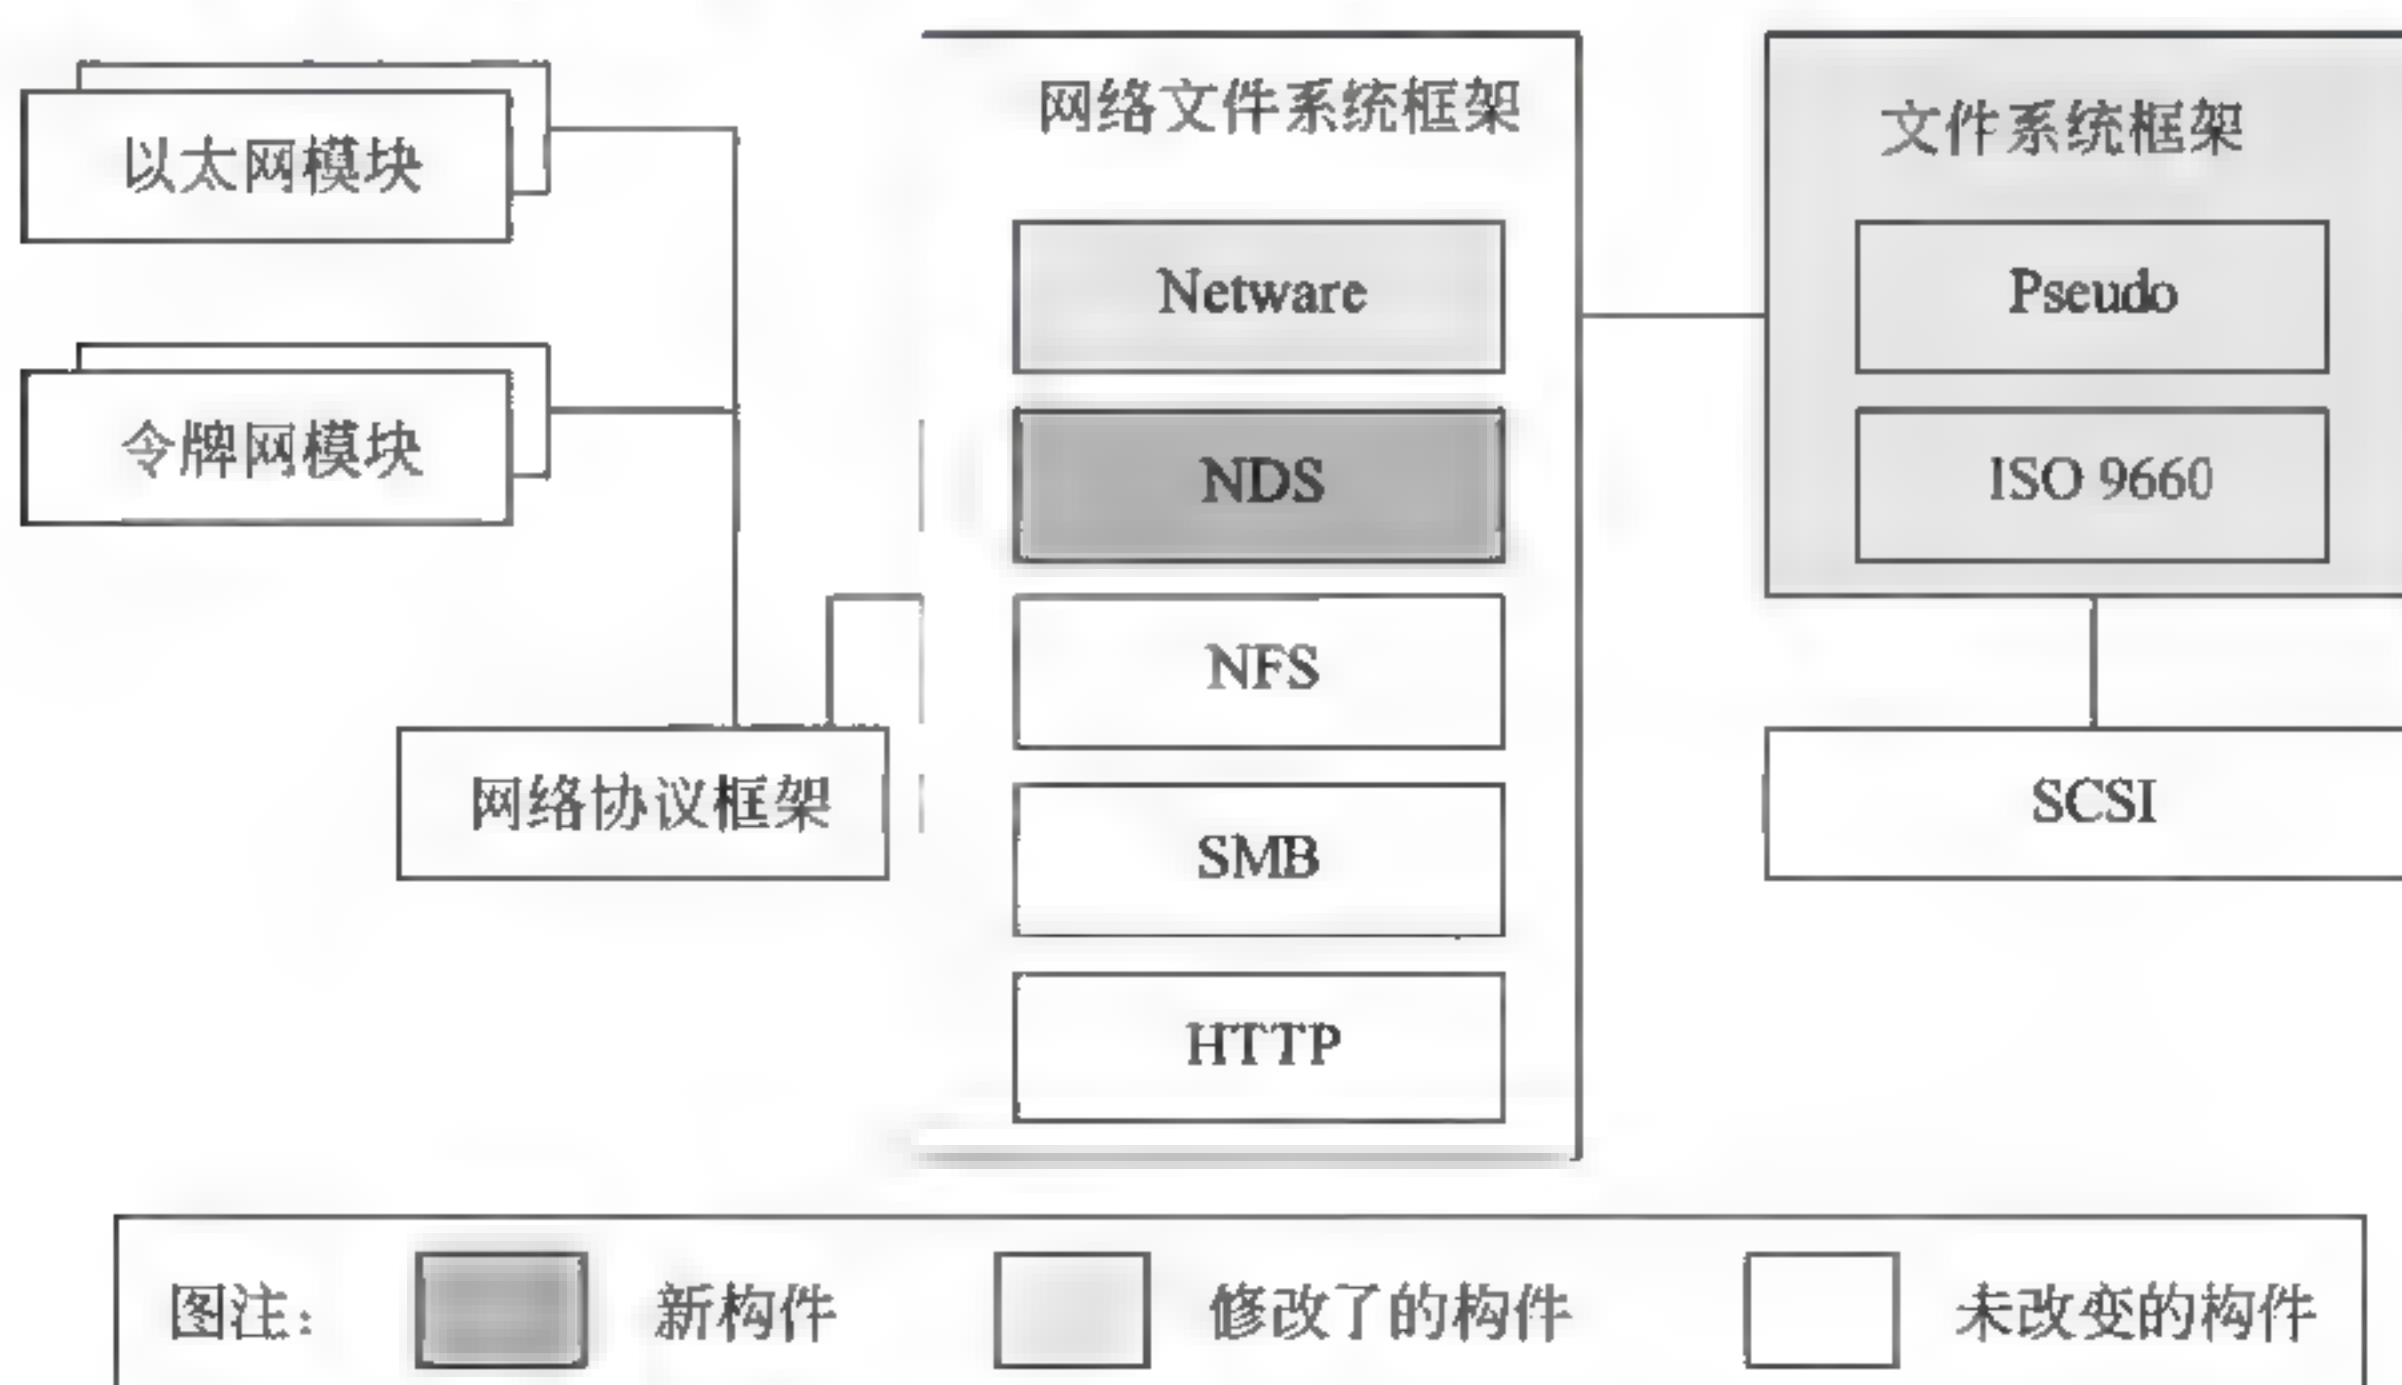 以太网模块
令牌网模块
网络协议框架
网络文件系统框架
Netware
NDS
NFS
SMB
HTTP
文件系统框架
Pseudo
ISO 9660
SCSI
图注: 新构件 修改了的构件 未改变的构件